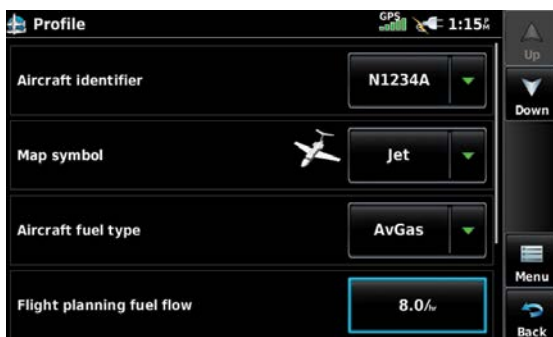 Profile
GPS
1:15
Up
Aircraft identifier
N1234A
Down
Map symbol
Jet
Aircraft fuel type
AvGas
Menu
Flight planning fuel flow
8.0/hr
Back